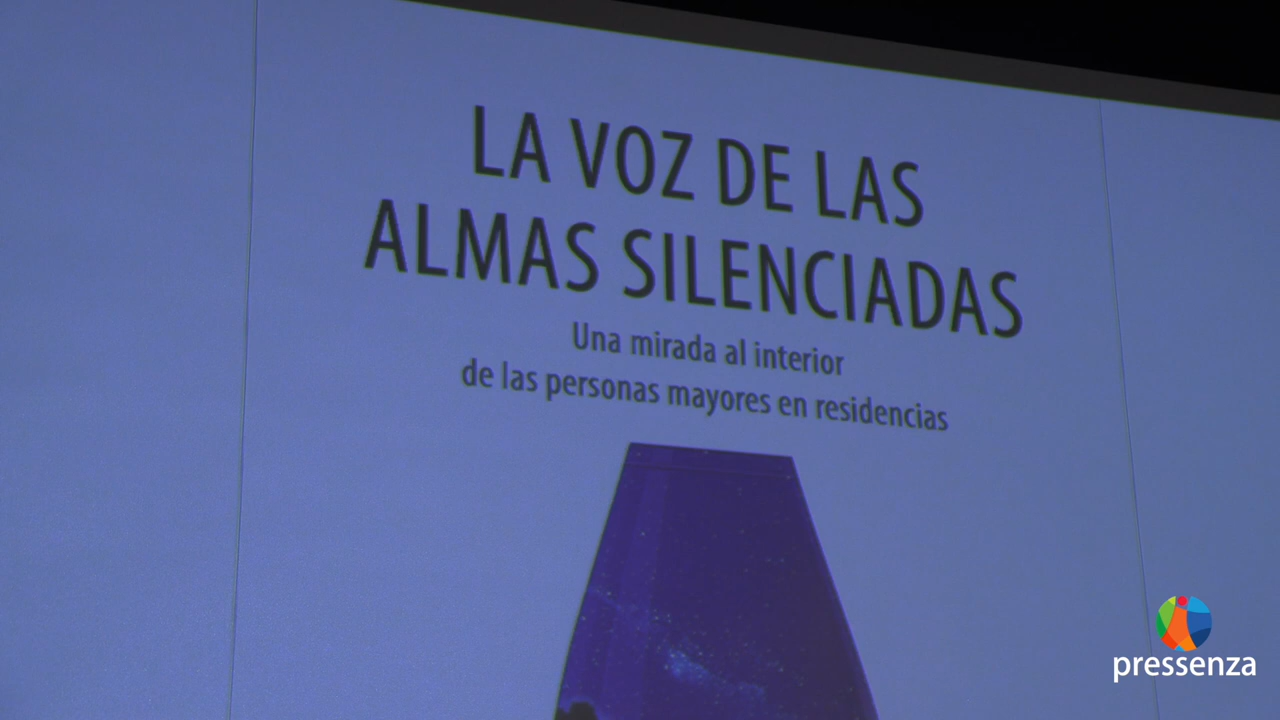 LA VOZ DE LAS
ALMAS SILENCIADAS
Una mirada al interior
de las personas mayores en residencias
pressenza